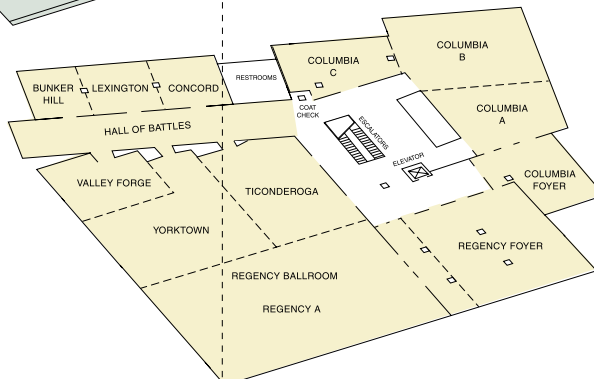 COLUMBIA
B
COLUMBIA
C
RESTROOMS
BUNKER
HILL
LEXINGTON
CONCORD
COAT
CHECK
COLUMBIA
A
HALL OF BATTLES
ESCALATORS
ELEVATOR
COLUMBIA
FOYER
VALLEY FORGE
TICONDEROGA
YORKTOWN
REGENCY FOYER
REGENCY BALLROOM
REGENCY A